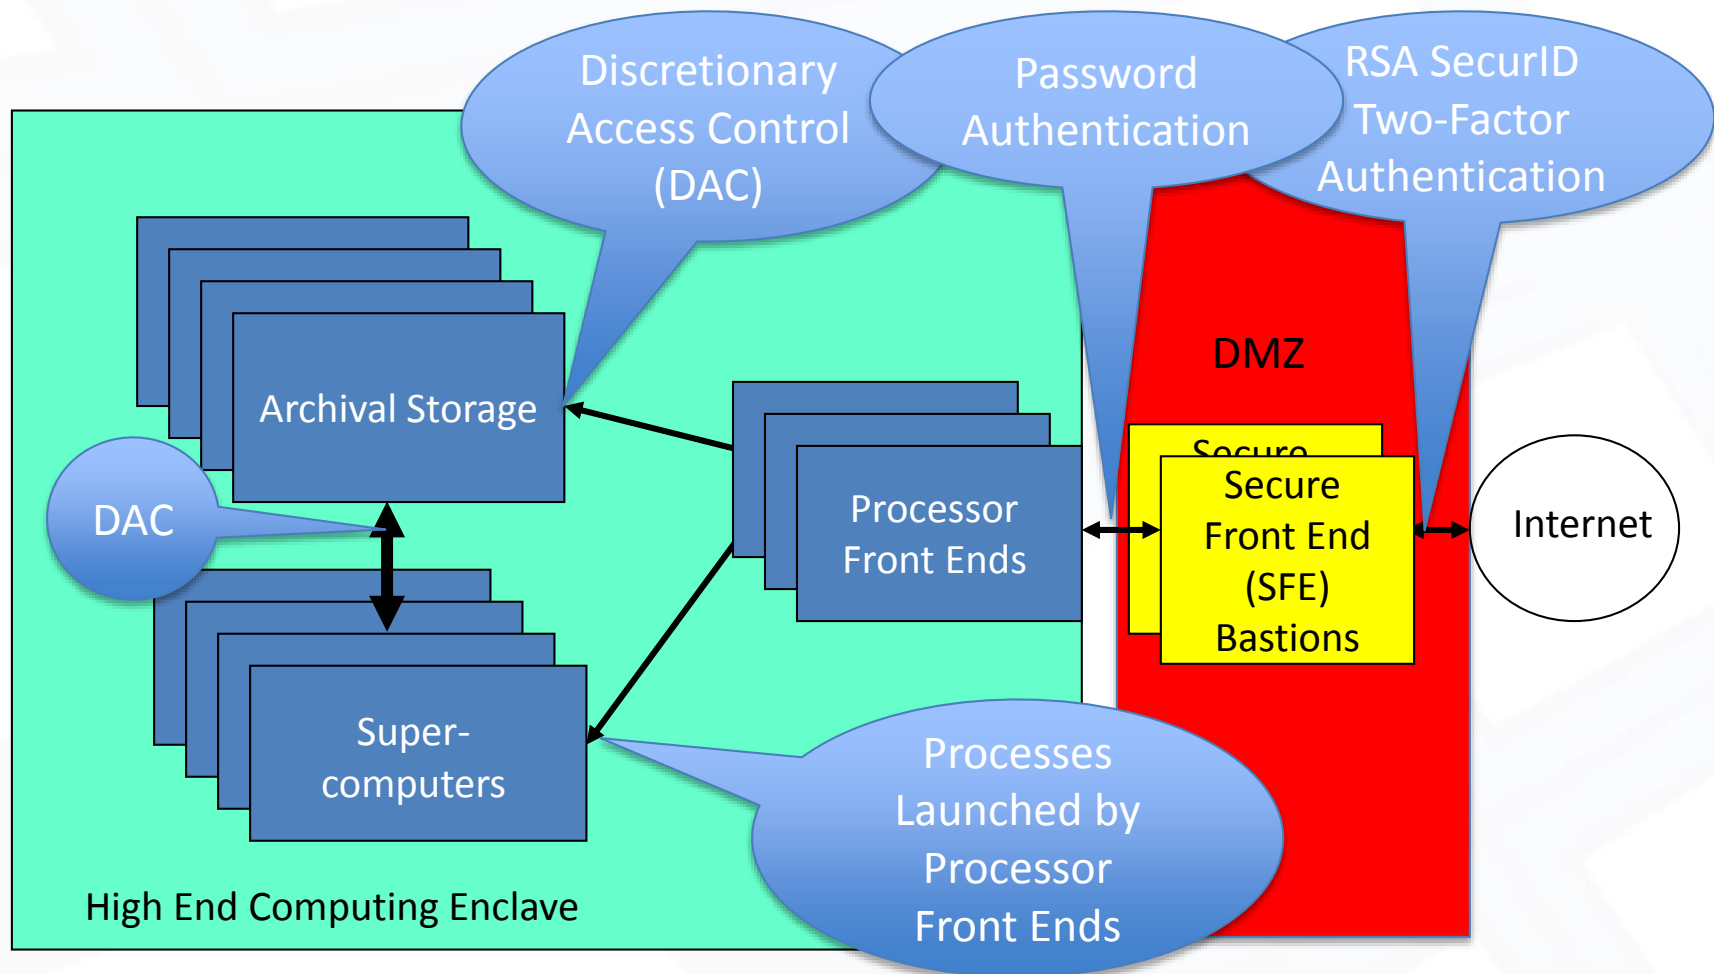 Discretionary
Access Control
(DAC)
Password
Authentication
RSA SecurID
Two-Factor
Authentication
DMZ
Archival Storage
DAC
Processor
Front Ends
Secure
Secure
Front End
(SFE)
Bastions
Internet
Super-
computers
Processes
Launched by
Processor
Front Ends
High End Computing Enclave